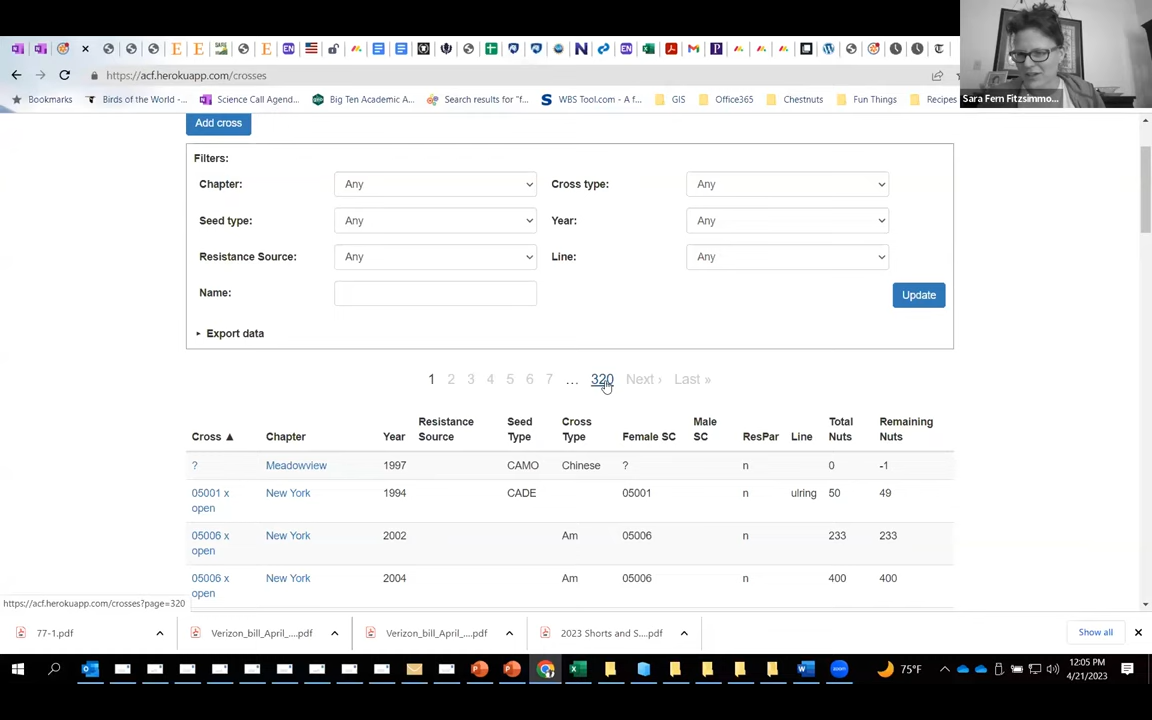 https://acf.herokuapp.com/crosses
Bookmarks
Birds of the World -...
Science Call Agend...
Big Ten Academic A...
Search results for "f...
WBS Tool.com - A f...
GIS
Office365
Chestnuts
Fun Things
Recipes
Sara Fern Fitzsimmo...
Add cross
Filters:
Chapter: Any Cross type: Any
Seed type: Any Year: Any
Resistance Source: Any Line: Any
Name:
Update
Export data
1 2 3 4 5 6 7 ... 320 Next › Last »
Cross ▲ Chapter Year Resistance Source Seed Type Cross Type Female SC Male SC ResPar Line Total Nuts Remaining Nuts
? Meadowview 1997 CAMO Chinese ? n 0 -1
05001 x open New York 1994 CADE 05001 n ulring 50 49
05006 x open New York 2002 Am 05006 n 233 233
05006 x open New York 2004 Am 05006 n 400 400
https://acf.herokuapp.com/crosses?page=320
77-1.pdf
Verizon_bill_April_....pdf
Verizon_bill_April_....pdf
2023 Shorts and S....pdf
Show all
75°F
12:05 PM
4/21/2023